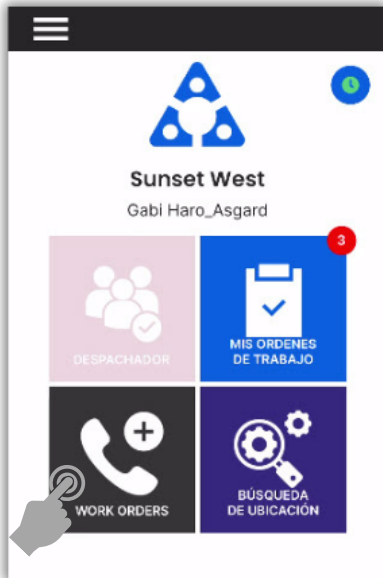 Sunset West
Gabi Haro_Asgard
3
DESPACHADOR
MIS ORDENES
DE TRABAJO
WORK ORDERS
BÚSQUEDA
DE UBICACIÓN